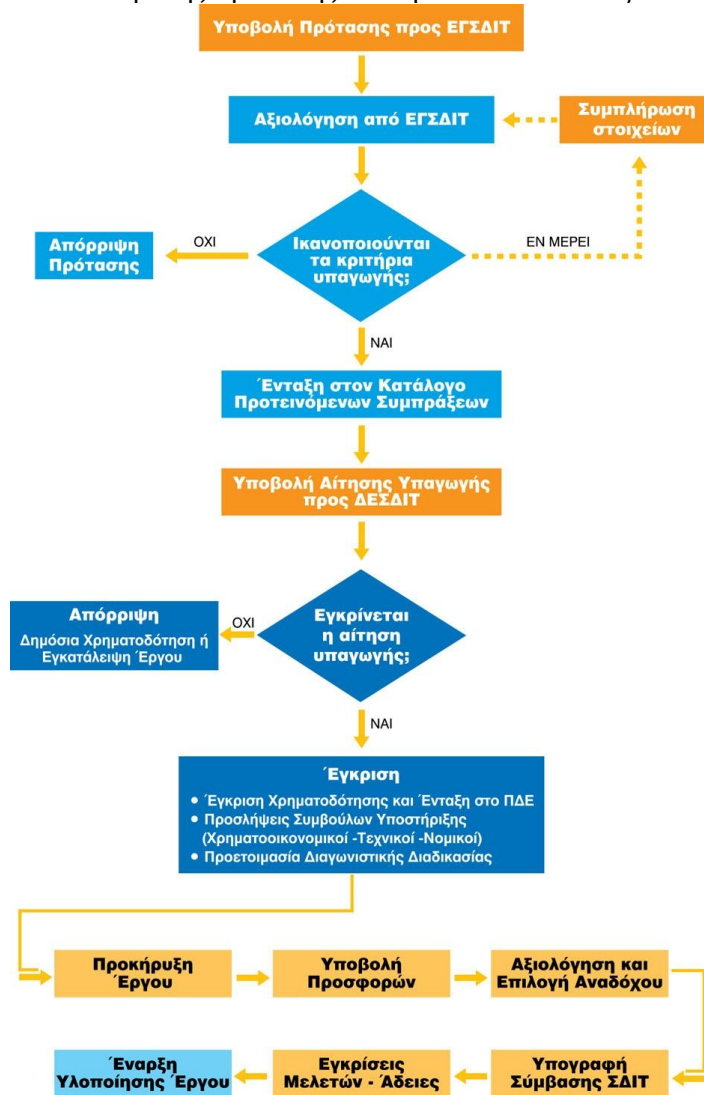 Υποβολή Πρότασης προς ΕΓΣΔΙΤ
Αξιολόγηση από ΕΓΣΔΙΤ
Συμπλήρωση
στοιχείων
Ικανοποιούνται
τα κριτήρια
υπαγωγής;
ΟΧΙ
Απόρριψη
Πρότασης
ΕΝ ΜΕΡΕΙ
ΝΑΙ
Ένταξη στον Κατάλογο
Προτεινόμενων Συμπράξεων
Υποβολή Αίτησης Υπαγωγής
προς ΔΕΣΔΙΤ
Εγκρίνεται
η αίτηση
υπαγωγής;
ΟΧΙ
Απόρριψη
Δημόσια Χρηματοδότηση ή
Εγκατάλειψη Έργου
ΝΑΙ
Έγκριση
• Έγκριση Χρηματοδότησης και Ένταξη στο ΠΔΕ
• Προσλήψεις Συμβούλων Υποστήριξης
(Χρηματοοικονομικοί -Τεχνικοί -Νομικοί)
• Προετοιμασία Διαγωνιστικής Διαδικασίας
Προκήρυξη
Έργου
Υποβολή
Προσφορών
Αξιολόγηση και
Επιλογή Αναδόχου
Υπογραφή
Σύμβασης ΣΔΙΤ
Εγκρίσεις
Μελετών - Άδειες
Έναρξη
Υλοποίησης Έργου